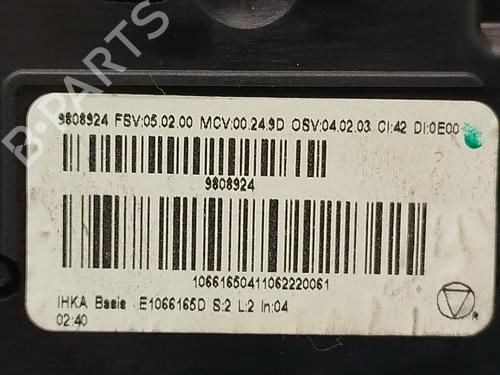 B-PARTS
9808924 FSV:05.02.00 MCV:00.24.9D OSV:04.02.03 CI:42 DI:0E00
9808924
10661650411062220061
IHKA Basis E1066165D S:2 L:2 In:04
02:40